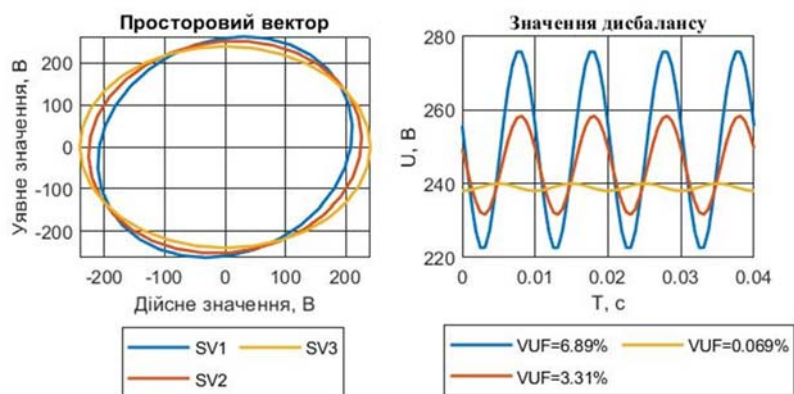 Просторовий вектор
Уявне значення, В
200
100
0
-100
-200
-200 -100 0 100 200
Дійсне значення, В
SV1 SV3
SV2
Значення дисбалансу
U, В
280
260
240
220
0 0.01 0.02 0.03 0.04
T, с
VUF=6.89% VUF=0.069%
VUF=3.31%